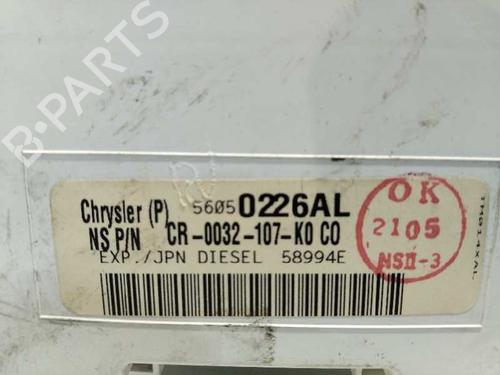 B-PARTS
Chrysler (P) 56050226AL
NS P/N CR-0032-107-K0 C0
EXP./JPN DIESEL 58994E
OK
2105
NSII-3